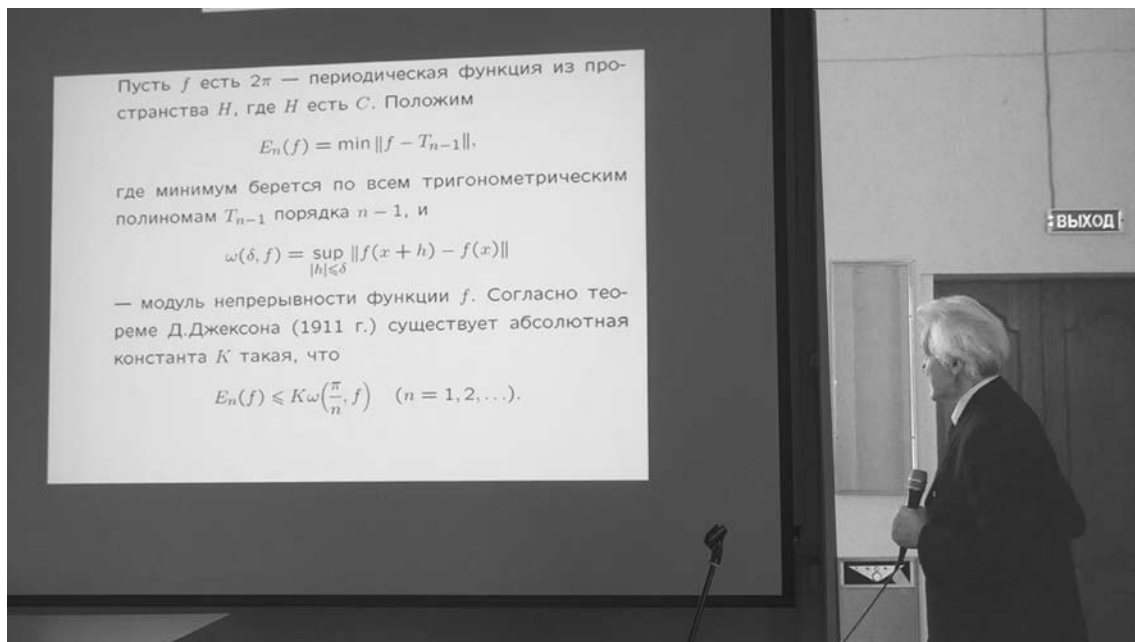 Пусть f есть 2π — периодическая функция из про-
странства H, где H есть C. Положим
E_n(f) = min ‖f − T_{n−1}‖,
где минимум берется по всем тригонометрическим
полиномам T_{n−1} порядка n − 1, и
ω(δ, f) = sup_{|h|⩽δ} ‖f(x + h) − f(x)‖
— модуль непрерывности функции f. Согласно тео-
реме Д.Джексона (1911 г.) существует абсолютная
константа K такая, что
E_n(f) ⩽ Kω(π/n, f) (n = 1, 2, . . .).
ВЫХОД